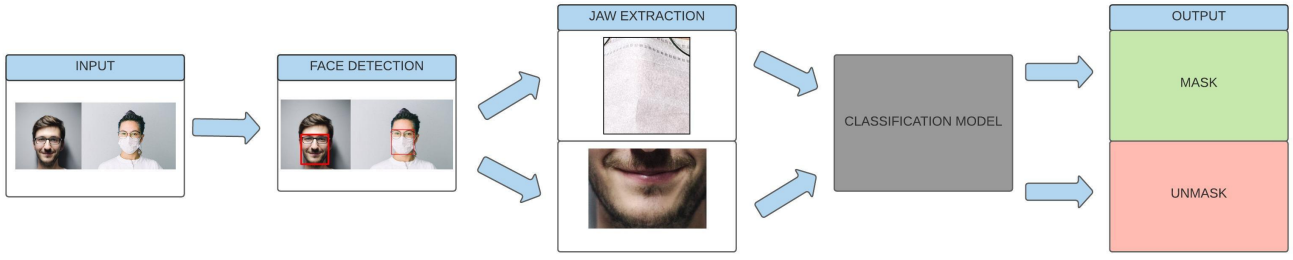 INPUT
FACE DETECTION
JAW EXTRACTION
CLASSIFICATION MODEL
OUTPUT
MASK
UNMASK